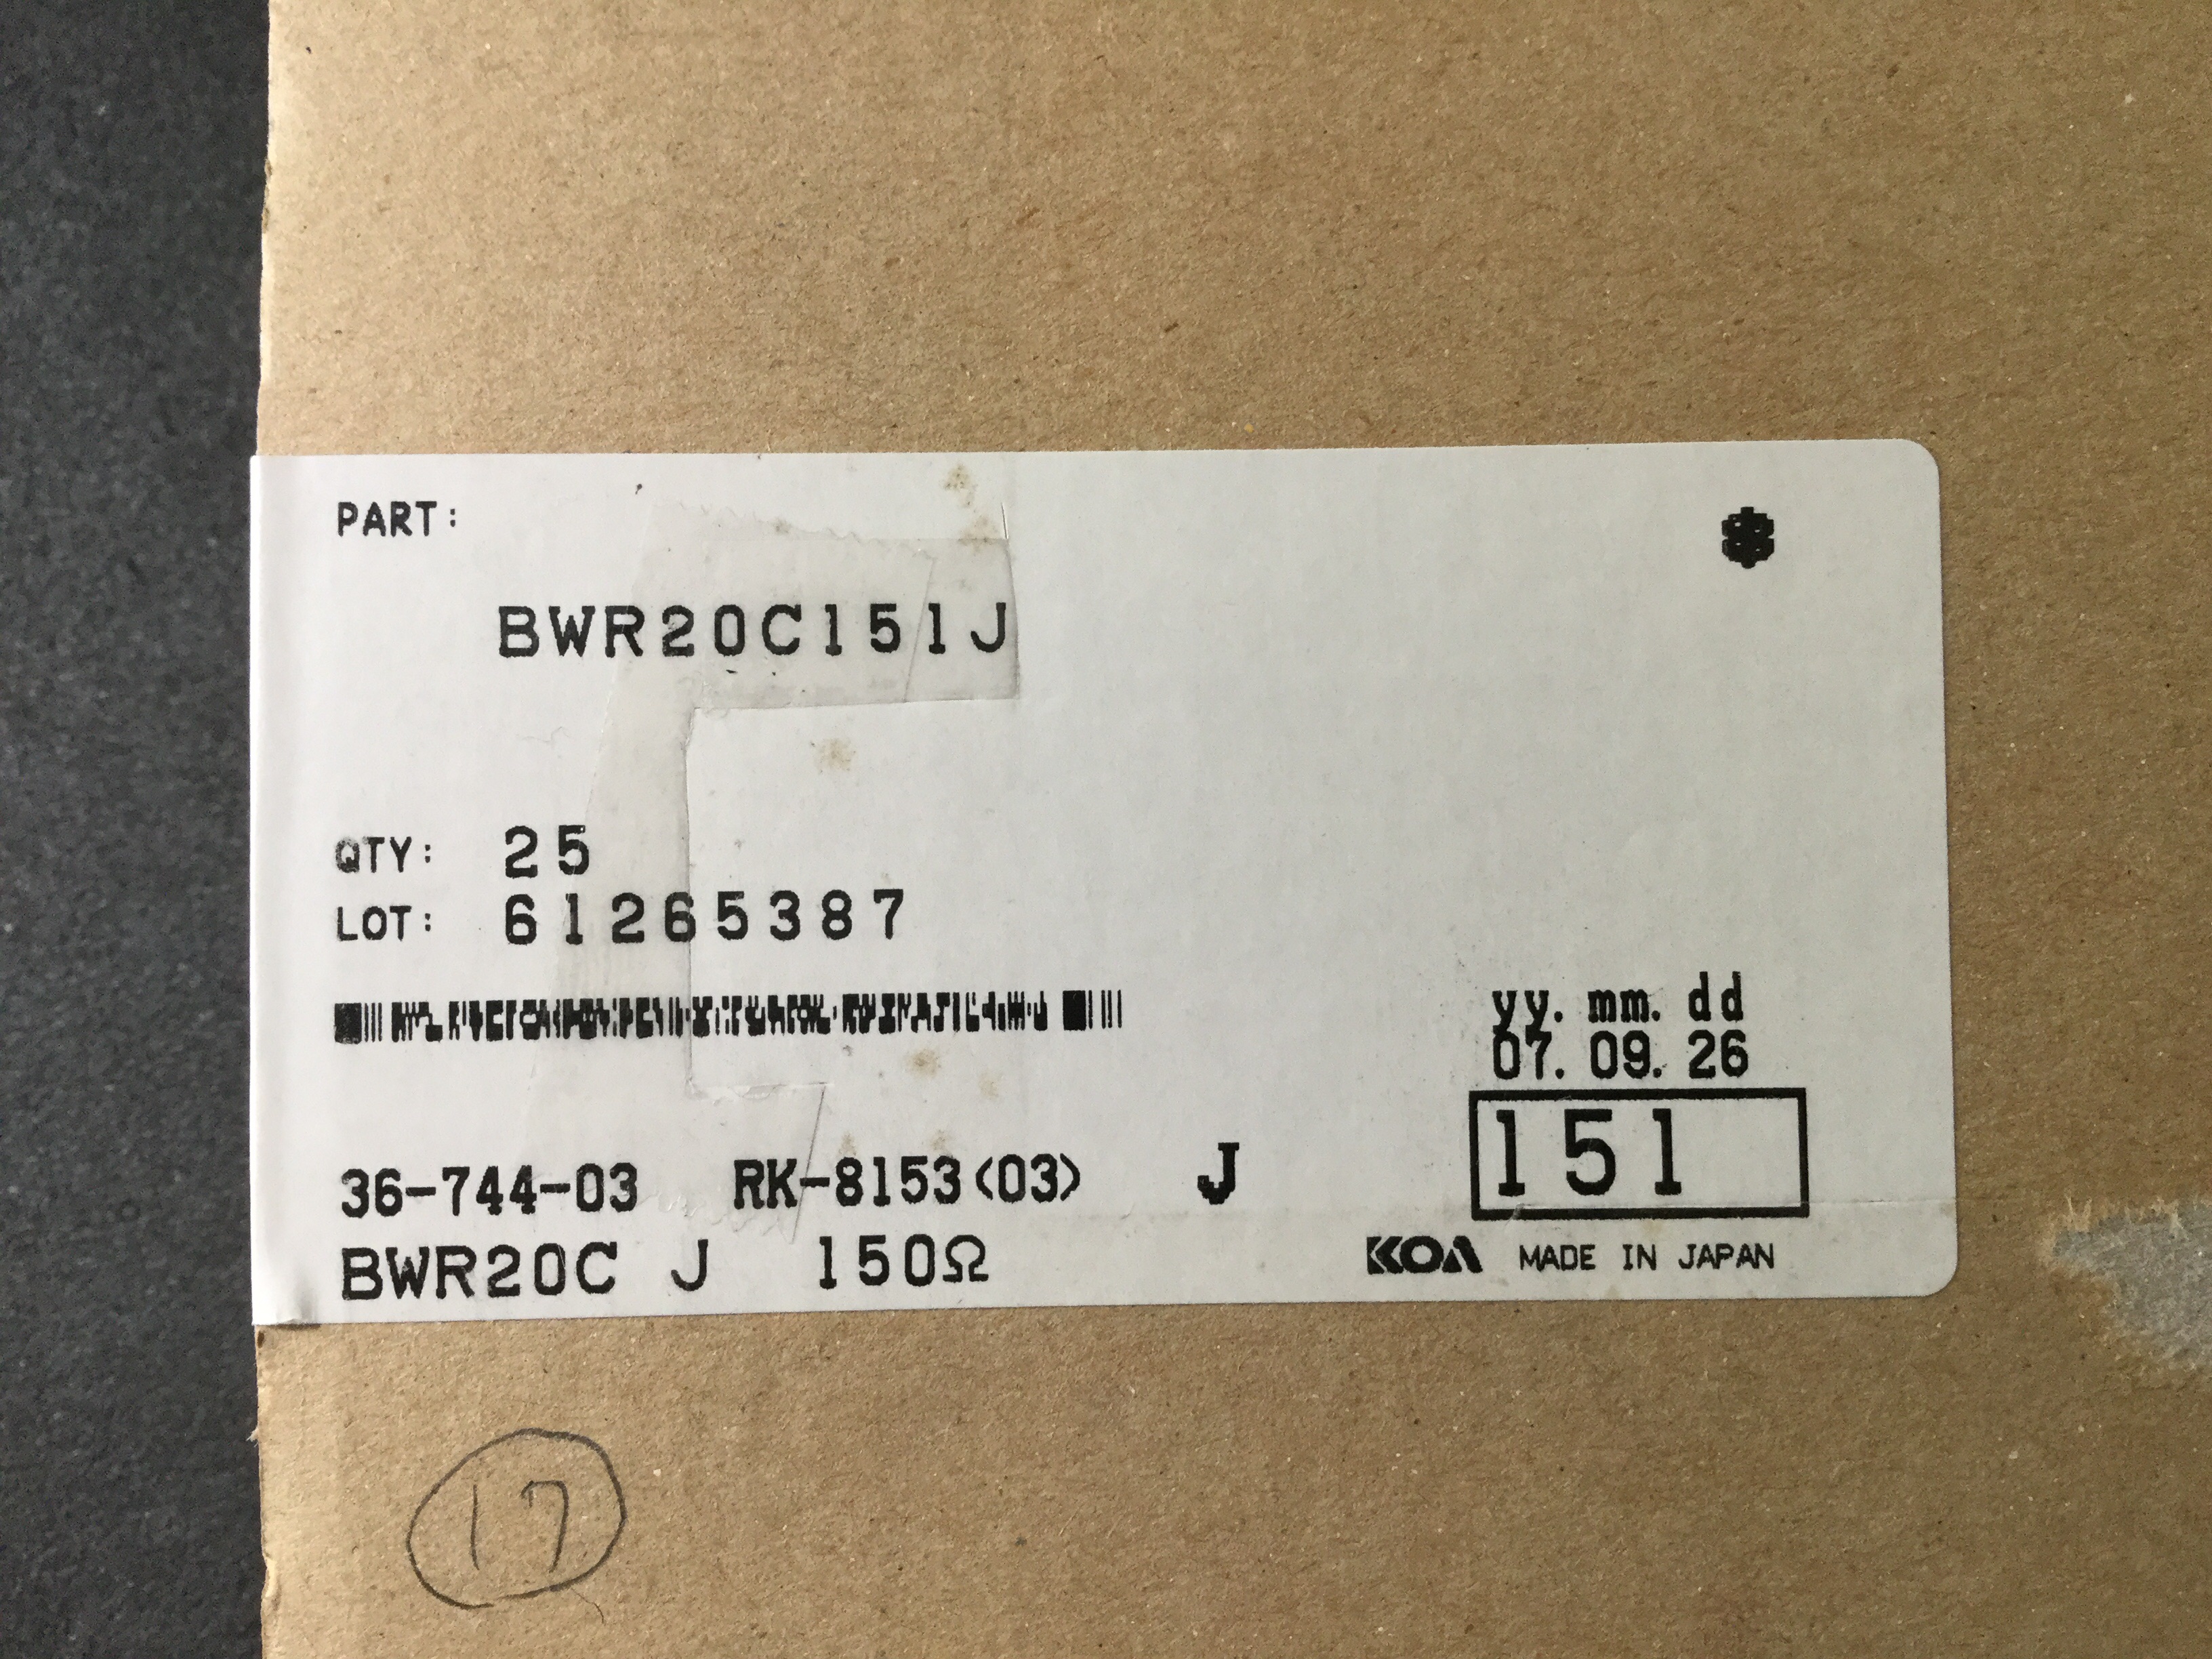 PART:
BWR20C151J
QTY: 25
LOT: 61265387
yy. mm. dd
07. 09. 26
151
36-744-03 RK-8153<03> J
BWR20C J 150Ω
KOA MADE IN JAPAN
17